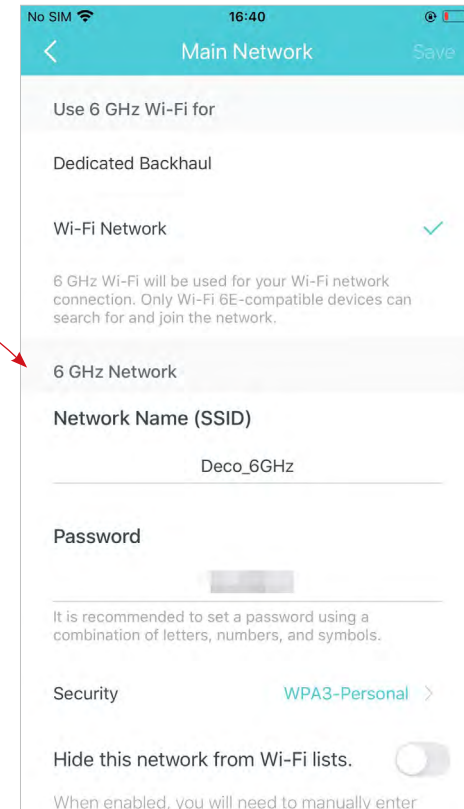 No SIM 16:40
Main Network Save
Use 6 GHz Wi-Fi for
Dedicated Backhaul
Wi-Fi Network
6 GHz Wi-Fi will be used for your Wi-Fi network
connection. Only Wi-Fi 6E-compatible devices can
search for and join the network.
6 GHz Network
Network Name (SSID)
Deco_6GHz
Password
It is recommended to set a password using a
combination of letters, numbers, and symbols.
Security WPA3-Personal
Hide this network from Wi-Fi lists.
When enabled, you will need to manually enter